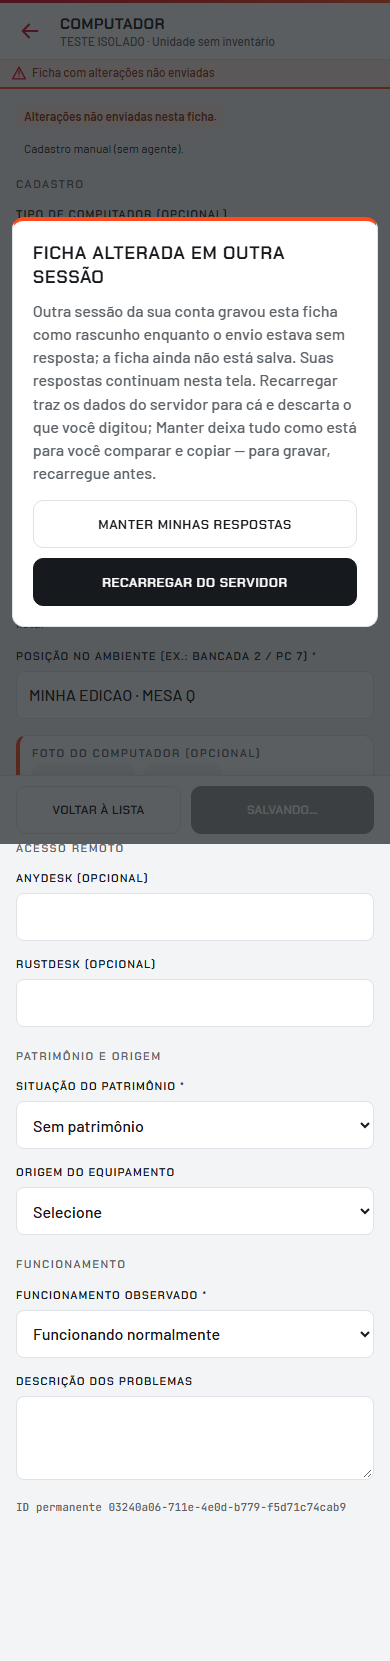 COMPUTADOR
TESTE ISOLADO · Unidade sem inventário
Ficha com alterações não enviadas
Alterações não enviadas nesta ficha.
Cadastro manual (sem agente).
CADASTRO
TIPO DE COMPUTADOR (OPCIONAL)
FICHA ALTERADA EM OUTRA
SESSÃO
Outra sessão da sua conta gravou esta ficha
como rascunho enquanto o envio estava sem
resposta; a ficha ainda não está salva. Suas
respostas continuam nesta tela. Recarregar
traz os dados do servidor para cá e descarta o
que você digitou; Manter deixa tudo como está
para você comparar e copiar — para gravar,
recarregue antes.
MANTER MINHAS RESPOSTAS
RECARREGAR DO SERVIDOR
POSIÇÃO NO AMBIENTE (EX.: BANCADA 2 / PC 7) *
MINHA EDICAO · MESA Q
FOTO DO COMPUTADOR (OPCIONAL)
VOLTAR À LISTA
SALVANDO...
ACESSO REMOTO
ANYDESK (OPCIONAL)
RUSTDESK (OPCIONAL)
PATRIMÔNIO E ORIGEM
SITUAÇÃO DO PATRIMÔNIO *
Sem patrimônio
ORIGEM DO EQUIPAMENTO
Selecione
FUNCIONAMENTO
FUNCIONAMENTO OBSERVADO *
Funcionando normalmente
DESCRIÇÃO DOS PROBLEMAS
ID permanente 03240a06-711e-4e0d-b779-f5d71c74cab9